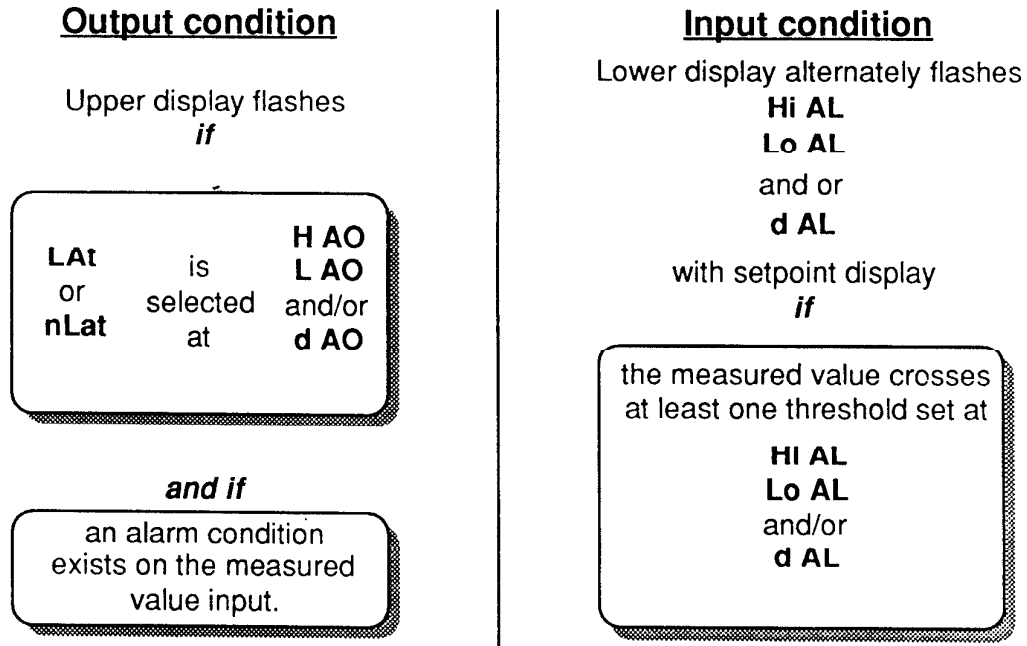 Output condition
Upper display flashes
if
LAt
or
nLat
is
selected
at
H AO
L AO
and/or
d AO
and if
an alarm condition
exists on the measured
value input.
Input condition
Lower display alternately flashes
Hi AL
Lo AL
and or
d AL
with setpoint display
if
the measured value crosses
at least one threshold set at
HI AL
Lo AL
and/or
d AL